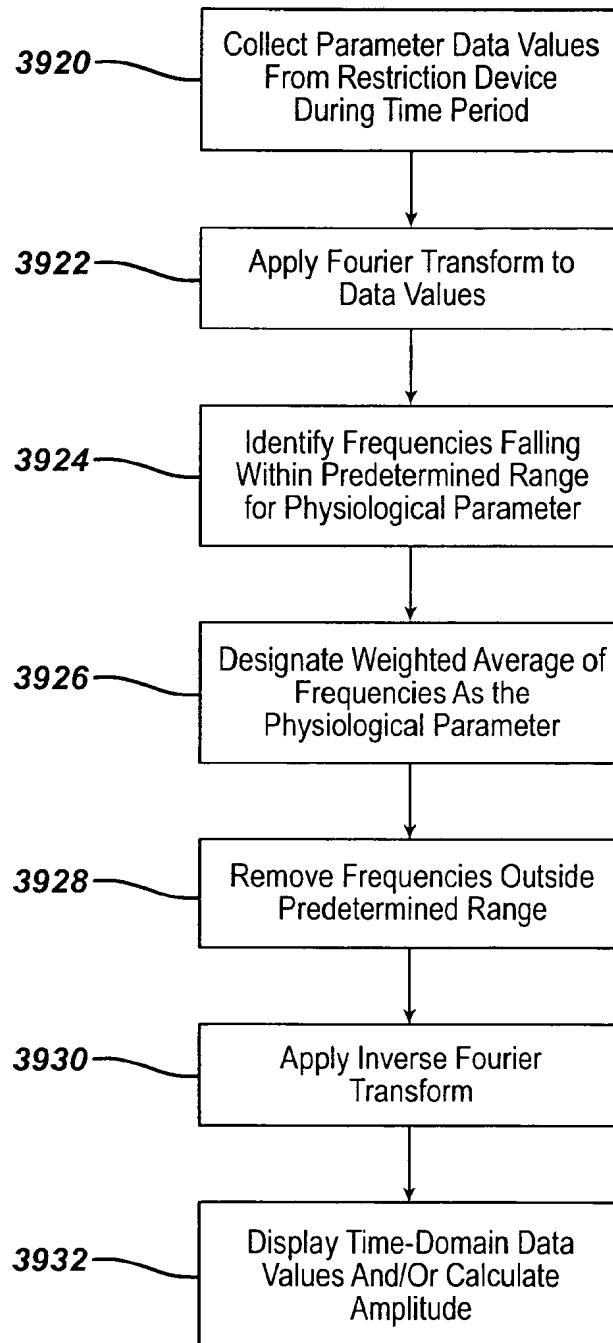 3920
Collect Parameter Data Values
From Restriction Device
During Time Period
3922
Apply Fourier Transform to
Data Values
3924
Identify Frequencies Falling
Within Predetermined Range
for Physiological Parameter
3926
Designate Weighted Average of
Frequencies As the
Physiological Parameter
3928
Remove Frequencies Outside
Predetermined Range
3930
Apply Inverse Fourier
Transform
3932
Display Time-Domain Data
Values And/Or Calculate
Amplitude